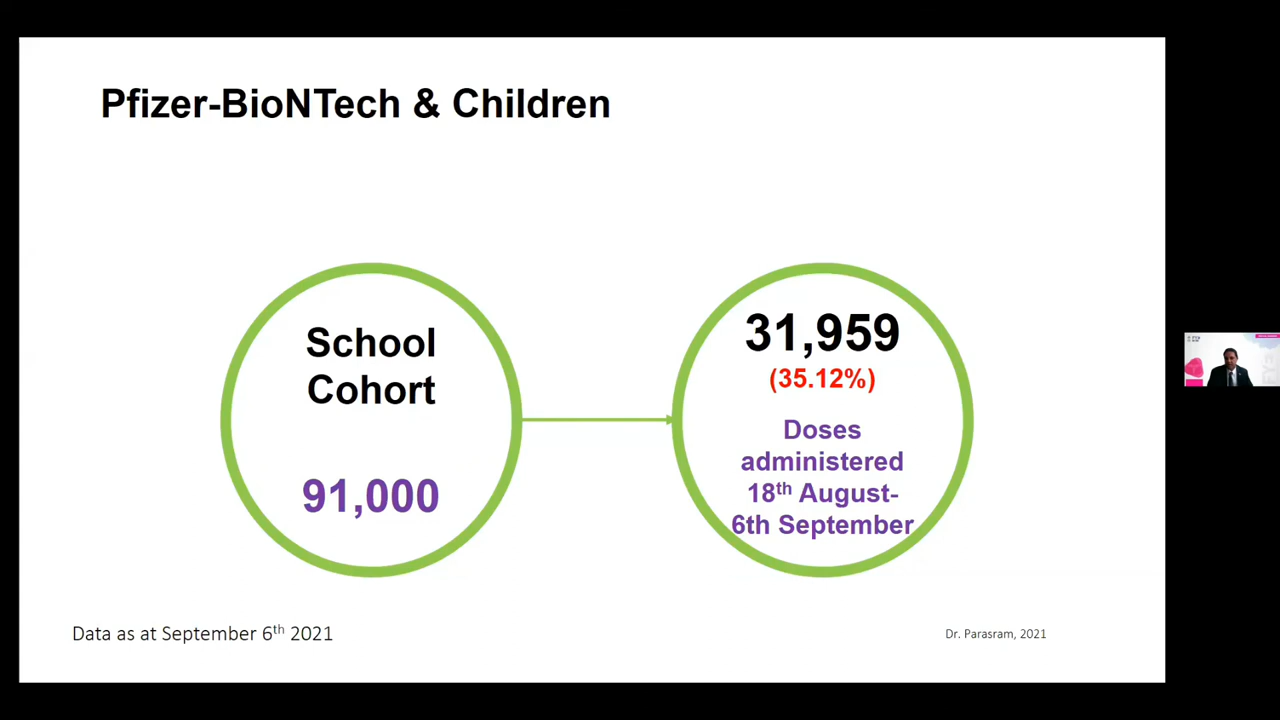 Pfizer-BioNTech & Children
School
Cohort
91,000
31,959
(35.12%)
Doses
administered
18th August-
6th September
Data as at September 6th 2021
Dr. Parasram, 2021